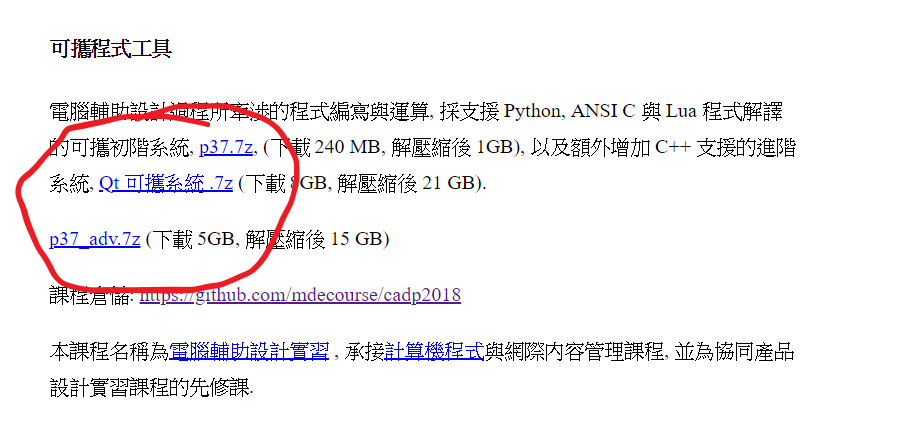 可攜程式工具
電腦輔助設計過程所牽涉的程式編寫與運算, 採支援 Python, ANSI C 與 Lua 程式解譯
的可攜初階系統, p37.7z, (下載 240 MB, 解壓縮後 1GB), 以及額外增加 C++ 支援的進階
系統, Qt 可攜系統 .7z (下載 8GB, 解壓縮後 21 GB).
p37_adv.7z (下載 5GB, 解壓縮後 15 GB)
課程倉儲: https://github.com/mdecourse/cadp2018
本課程名稱為電腦輔助設計實習 , 承接計算機程式與網際內容管理課程, 並為協同產品
設計實習課程的先修課.